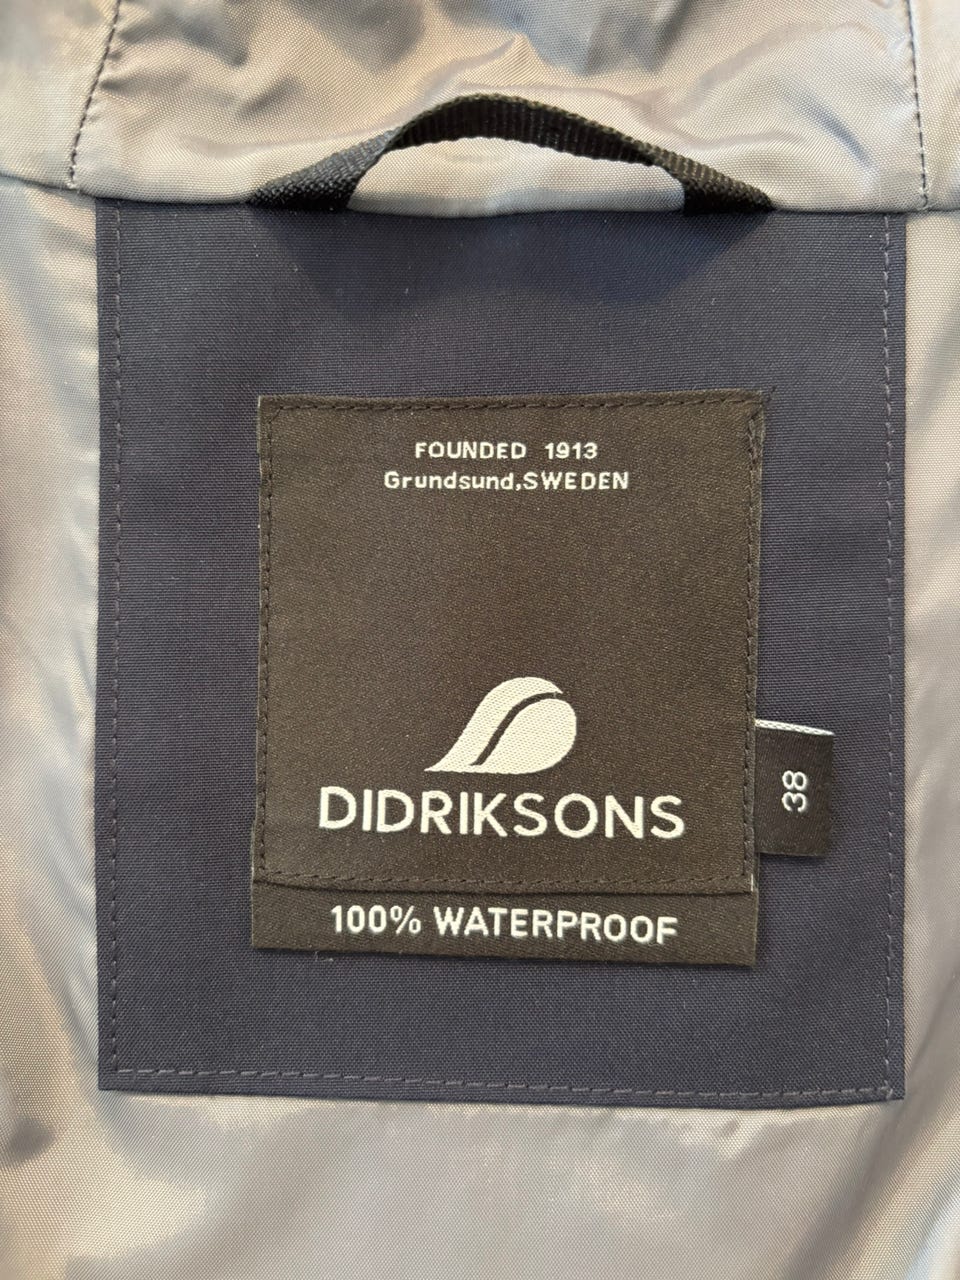 FOUNDED 1913
Grundsund,SWEDEN
DIDRIKSONS
38
100% WATERPROOF